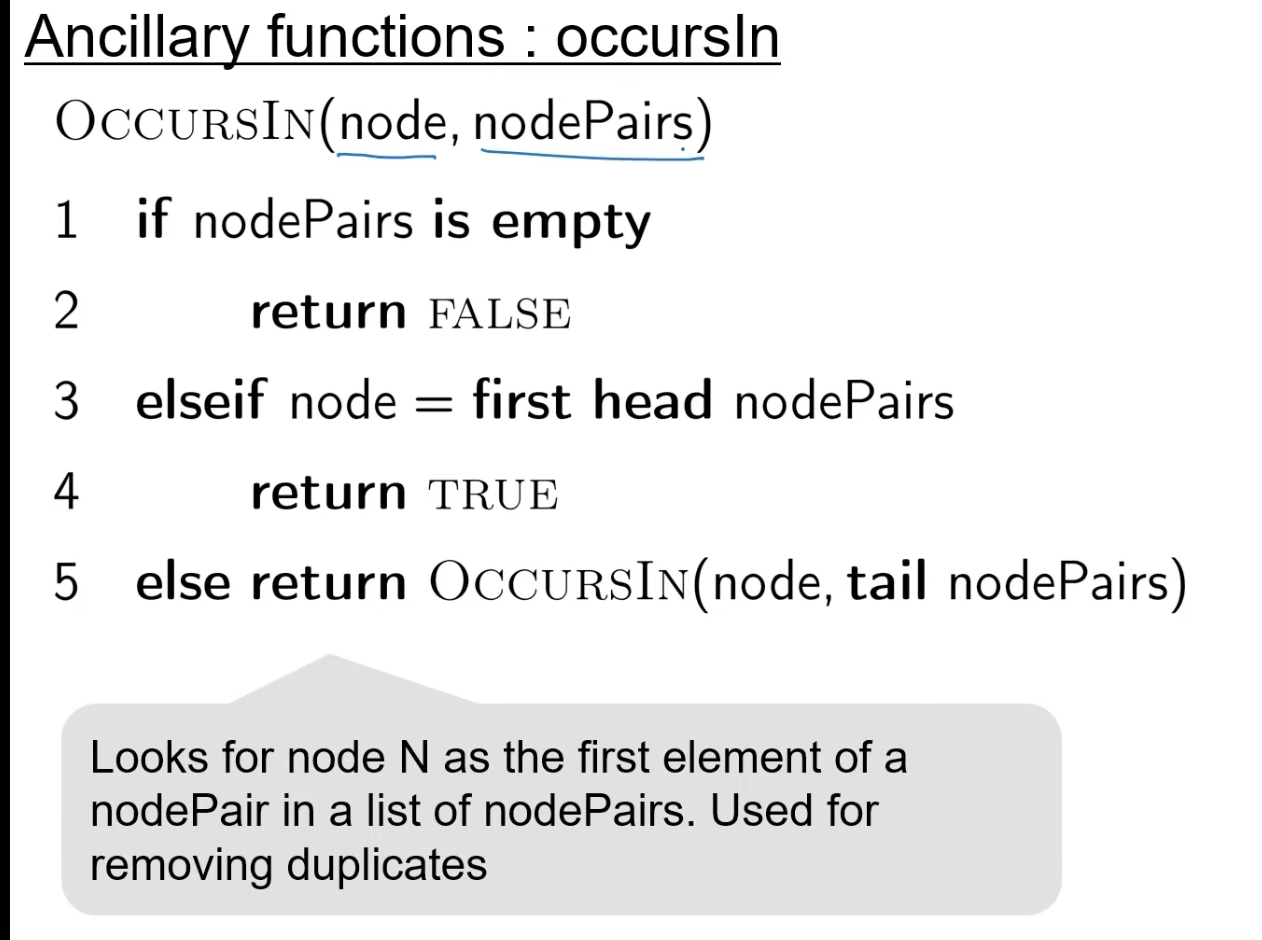 Ancillary functions : occursIn
OCCURSIN(node, nodePairs)
1 if nodePairs is empty
2 return FALSE
3 elseif node = first head nodePairs
4 return TRUE
5 else return OCCURSIN(node, tail nodePairs)
Looks for node N as the first element of a
nodePair in a list of nodePairs. Used for
removing duplicates